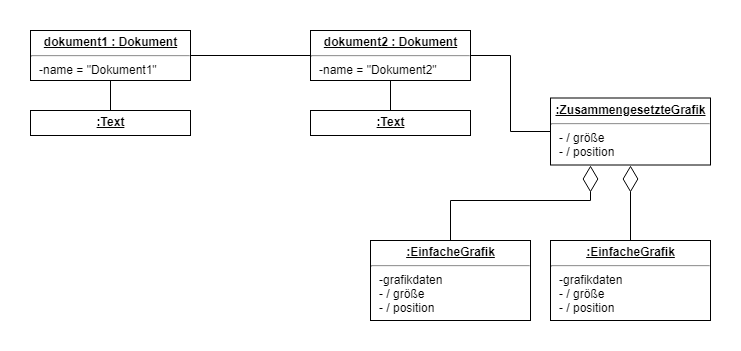 dokument1 : Dokument
-name = "Dokument1"
:Text
dokument2 : Dokument
-name = "Dokument2"
:Text
:ZusammengesetzteGrafik
- / größe
- / position
:EinfacheGrafik
-grafikdaten
- / größe
- / position
:EinfacheGrafik
-grafikdaten
- / größe
- / position